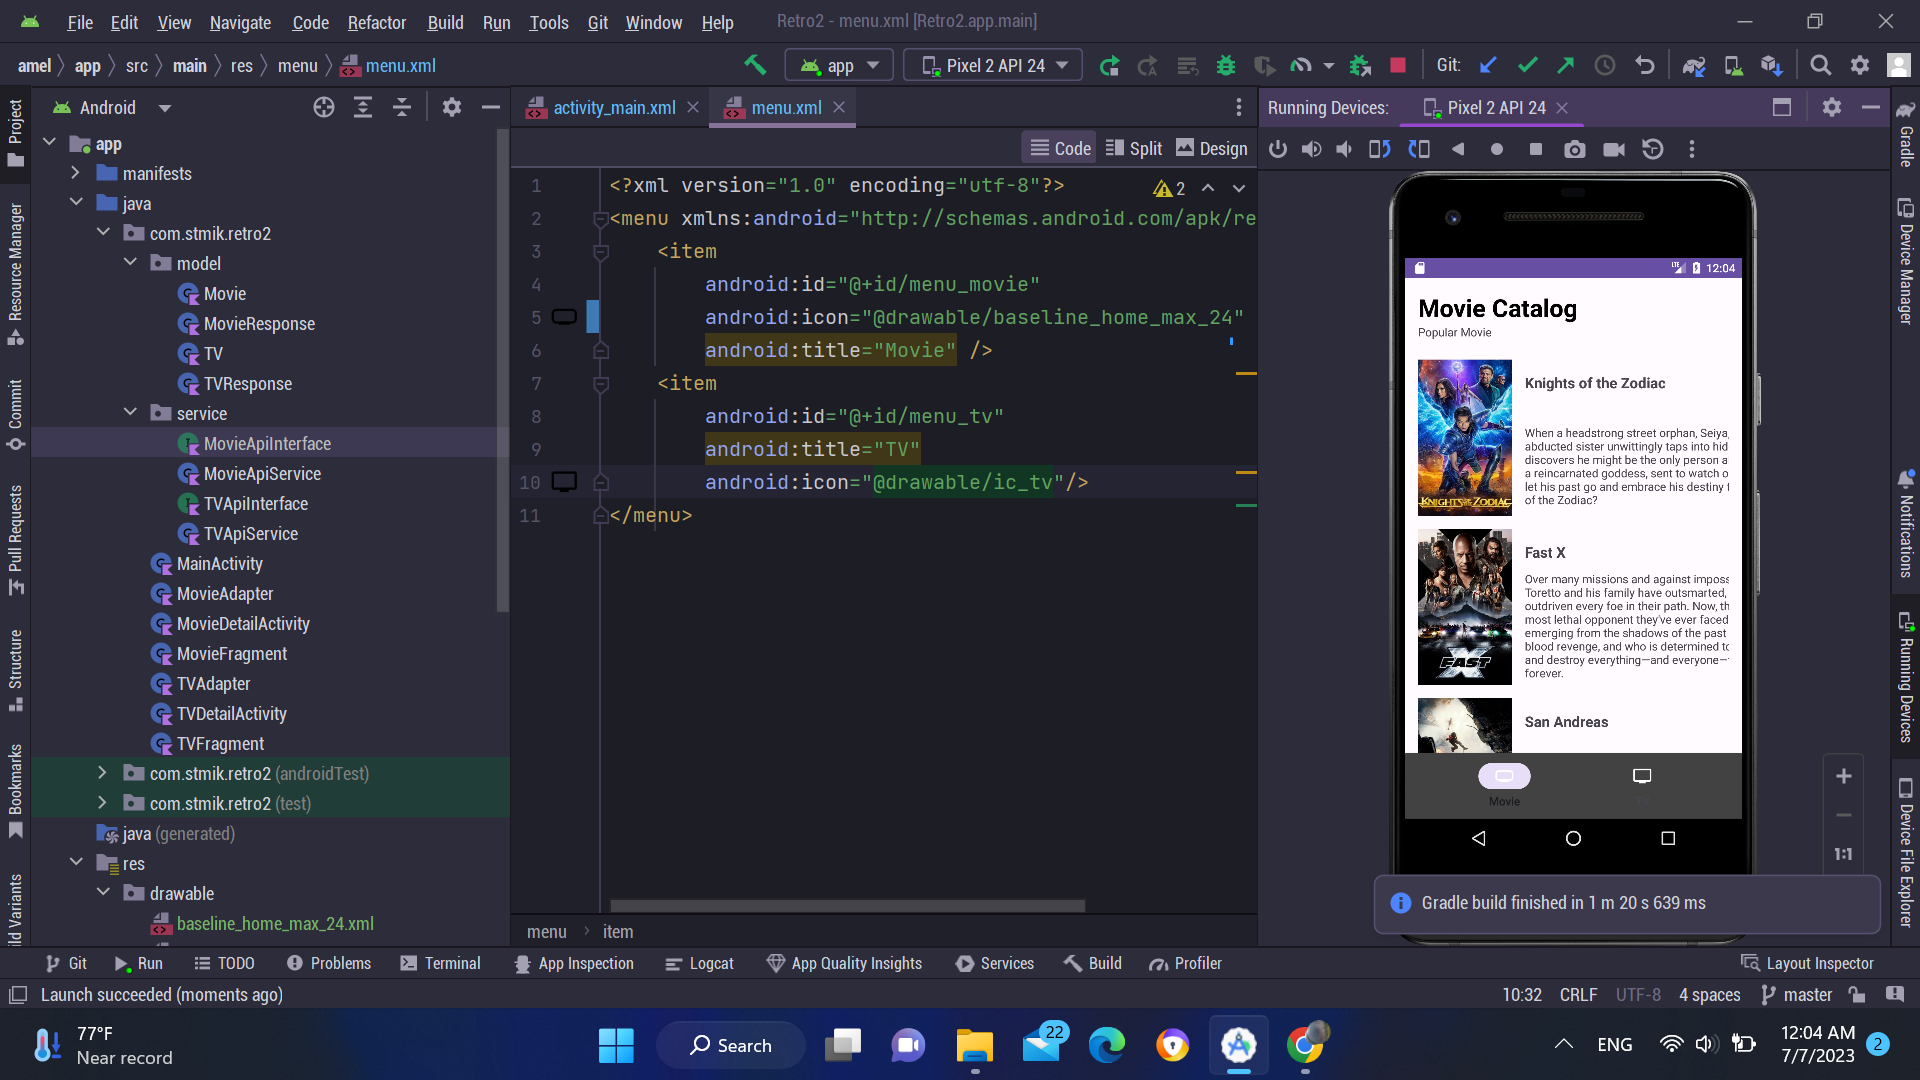 File Edit View Navigate Code Refactor Build Run Tools Git Window Help
Retro2 - menu.xml [Retro2.app.main]
amel app src main res menu menu.xml
app
Pixel 2 API 24
Git:
Android
activity_main.xml
menu.xml
Running Devices:
Pixel 2 API 24
Code Split Design
Project
Resource Manager
Commit
Pull Requests
Structure
Bookmarks
ild Variants
app
manifests
java
com.stmik.retro2
model
Movie
MovieResponse
TV
TVResponse
service
MovieApiInterface
MovieApiService
TVApiInterface
TVApiService
MainActivity
MovieAdapter
MovieDetailActivity
MovieFragment
TVAdapter
TVDetailActivity
TVFragment
com.stmik.retro2 (androidTest)
com.stmik.retro2 (test)
java (generated)
res
drawable
baseline_home_max_24.xml
2
1 <?xml version="1.0" encoding="utf-8"?>
2 <menu xmlns:android="http://schemas.android.com/apk/re
3 <item
4 android:id="@+id/menu_movie"
5 android:icon="@drawable/baseline_home_max_24"
6 android:title="Movie" />
7 <item
8 android:id="@+id/menu_tv"
9 android:title="TV"
10 android:icon="@drawable/ic_tv"/>
11 </menu>
menu item
LTE 12:04
Movie Catalog
Popular Movie
KNIGHTS OF THE ZODIAC
Knights of the Zodiac
When a headstrong street orphan, Seiya,
abducted sister unwittingly taps into hid
discovers he might be the only person a
a reincarnated goddess, sent to watch o
let his past go and embrace his destiny t
of the Zodiac?
FAST X
Fast X
Over many missions and against imposs
Toretto and his family have outsmarted,
outdriven every foe in their path. Now, th
most lethal opponent they've ever faced
emerging from the shadows of the past
blood revenge, and who is determined to
and destroy everything—and everyone—
forever.
San Andreas
Movie
1:1
Gradle build finished in 1 m 20 s 639 ms
Gradle
Device Manager
Notifications
Running Devices
Device File Explorer
Git Run TODO Problems Terminal App Inspection Logcat App Quality Insights Services Build Profiler Layout Inspector
Launch succeeded (moments ago)
10:32 CRLF UTF-8 4 spaces master
77°F
Near record
Search
22
ENG
12:04 AM
7/7/2023
2